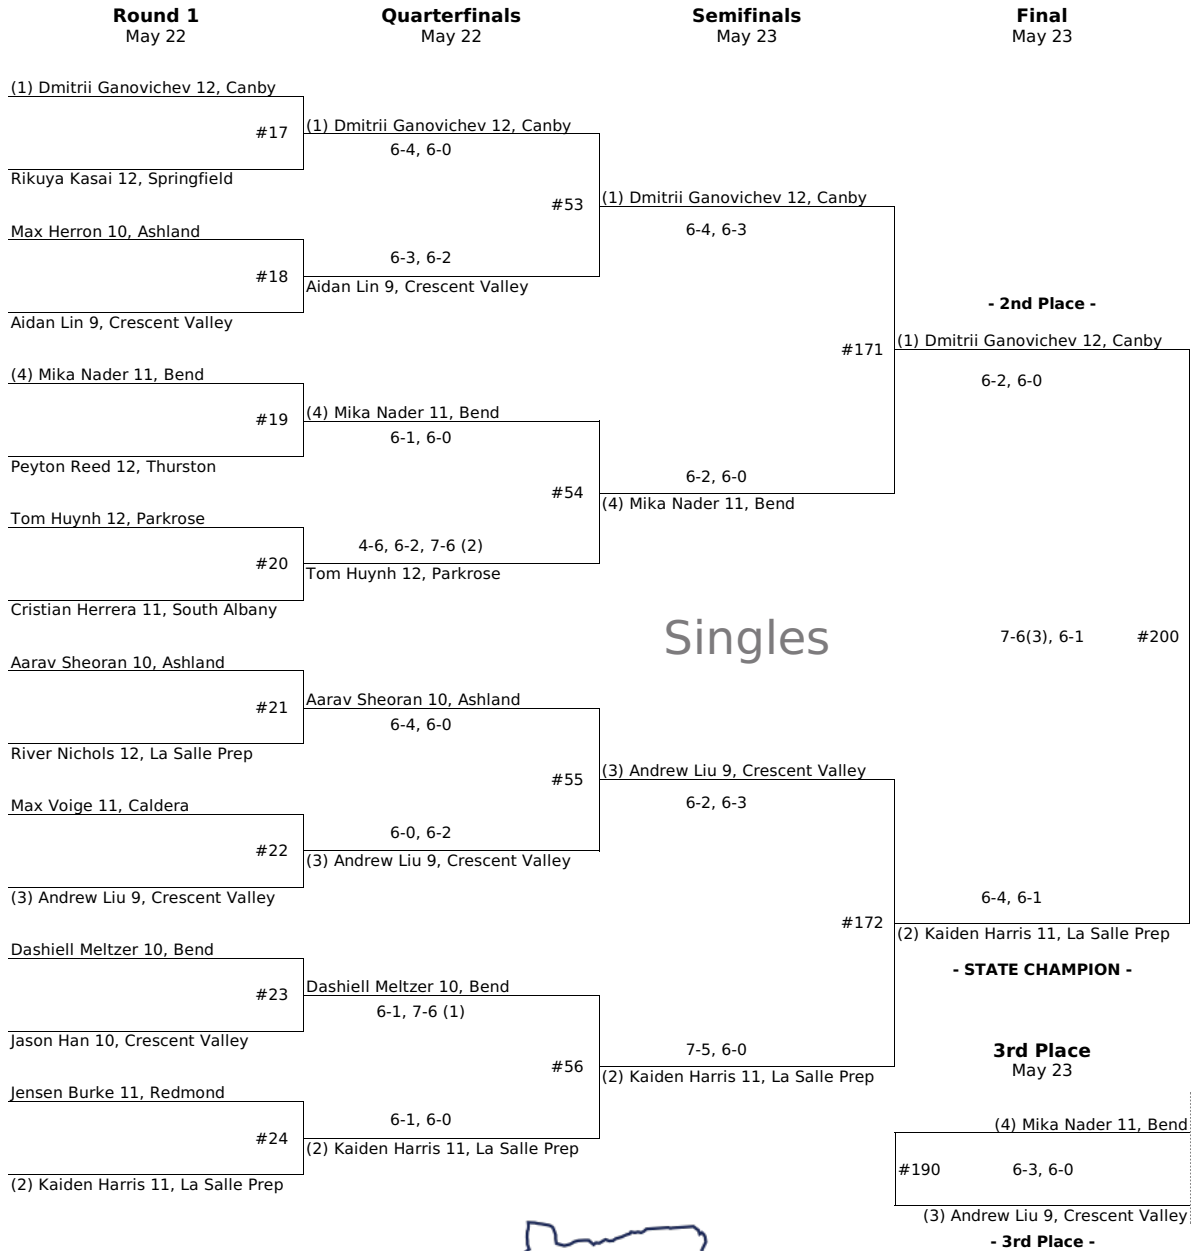 Round 1
May 22
Quarterfinals
May 22
Semifinals
May 23
Final
May 23
(1) Dmitrii Ganovichev 12, Canby
#17
Rikuya Kasai 12, Springfield
Max Herron 10, Ashland
#18
Aidan Lin 9, Crescent Valley
(4) Mika Nader 11, Bend
#19
Peyton Reed 12, Thurston
Tom Huynh 12, Parkrose
#20
Cristian Herrera 11, South Albany
Aarav Sheoran 10, Ashland
#21
River Nichols 12, La Salle Prep
Max Voige 11, Caldera
#22
(3) Andrew Liu 9, Crescent Valley
Dashiell Meltzer 10, Bend
#23
Jason Han 10, Crescent Valley
Jensen Burke 11, Redmond
#24
(2) Kaiden Harris 11, La Salle Prep
(1) Dmitrii Ganovichev 12, Canby
6-4, 6-0
#53
6-3, 6-2
Aidan Lin 9, Crescent Valley
(4) Mika Nader 11, Bend
6-1, 6-0
#54
4-6, 6-2, 7-6 (2)
Tom Huynh 12, Parkrose
Aarav Sheoran 10, Ashland
6-4, 6-0
#55
6-0, 6-2
(3) Andrew Liu 9, Crescent Valley
Dashiell Meltzer 10, Bend
6-1, 7-6 (1)
#56
6-1, 6-0
(2) Kaiden Harris 11, La Salle Prep
(1) Dmitrii Ganovichev 12, Canby
6-4, 6-3
#171
6-2, 6-0
(4) Mika Nader 11, Bend
Singles
(3) Andrew Liu 9, Crescent Valley
6-2, 6-3
#172
7-5, 6-0
(2) Kaiden Harris 11, La Salle Prep
- 2nd Place -
(1) Dmitrii Ganovichev 12, Canby
6-2, 6-0
7-6(3), 6-1 #200
6-4, 6-1
(2) Kaiden Harris 11, La Salle Prep
- STATE CHAMPION -
3rd Place
May 23
(4) Mika Nader 11, Bend
#190 6-3, 6-0
(3) Andrew Liu 9, Crescent Valley
- 3rd Place -